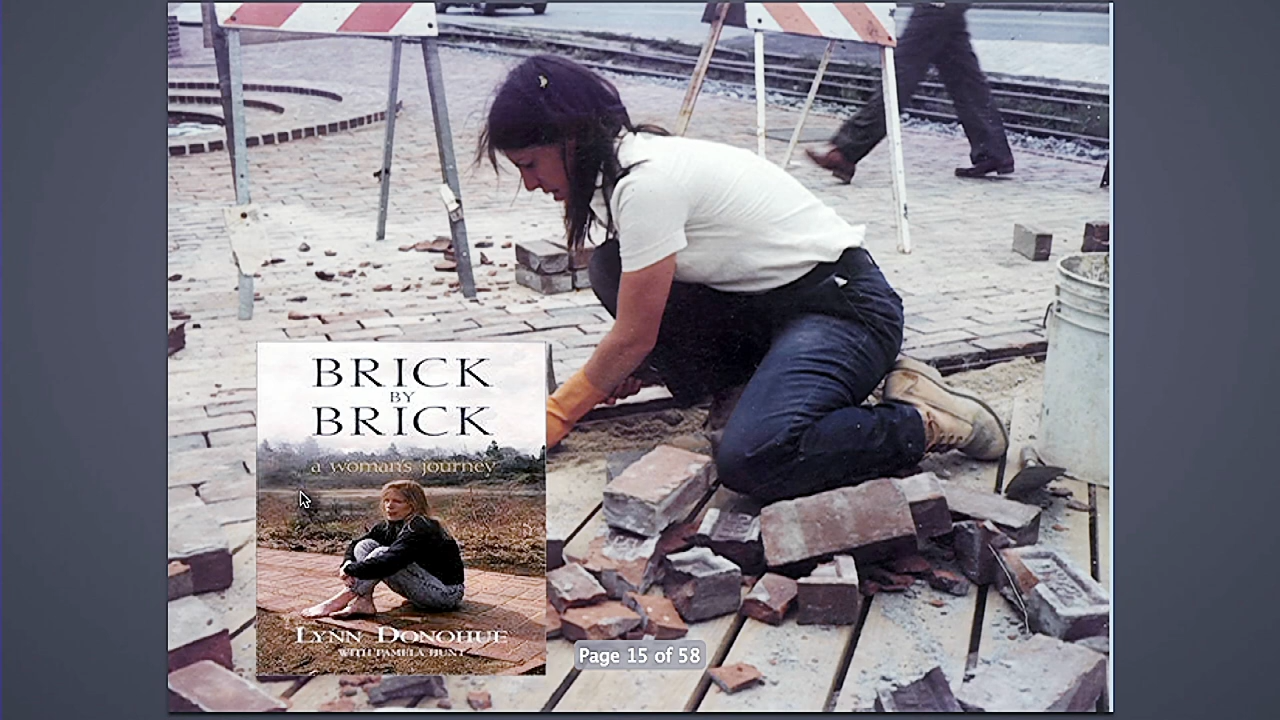 BRICK
BY
BRICK
a woman's journey
LYNN DONOHUE
WITH PAMELA HUNT
Page 15 of 58